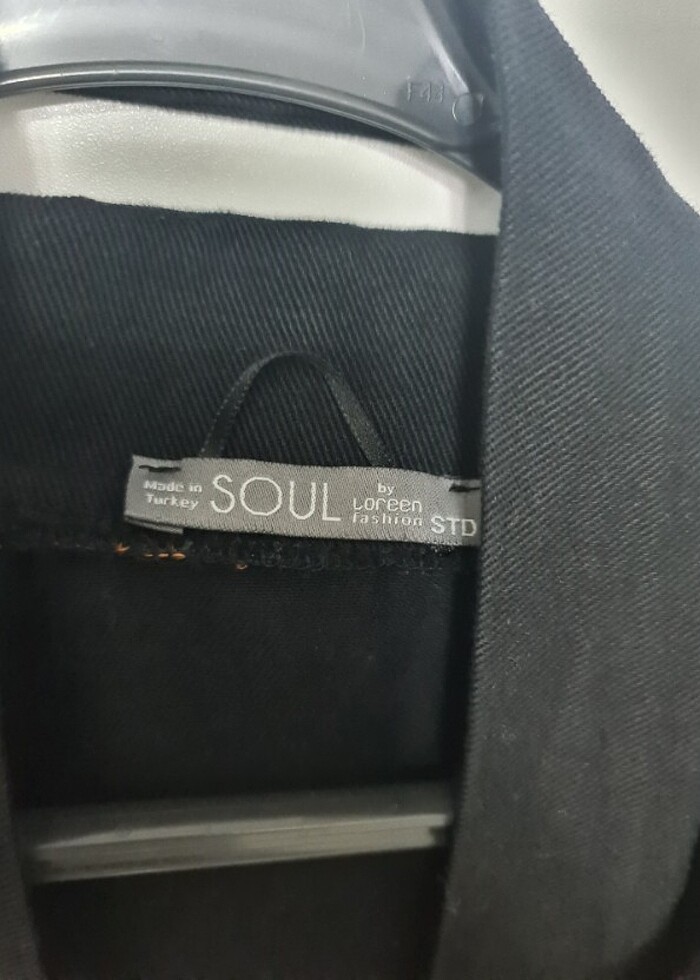 Made in
Turkey
SOUL
by
Loreen
fashion
STD